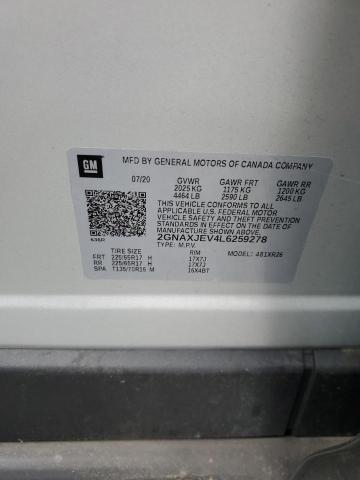 GM
MFD BY GENERAL MOTORS OF CANADA COMPANY
07/20 GVWR GAWR FRT GAWR RR
2025 KG 1175 KG 1200 KG
4464 LB 2590 LB 2645 LB
THIS VEHICLE CONFORMS TO ALL
APPLICABLE U.S. FEDERAL MOTOR
VEHICLE SAFETY AND THEFT
PREVENTION STANDARDS IN EFFECT
ON THE DATE OF MANUFACTURE
SHOWN ABOVE.
2GNAXJEV4L6259278
TYPE: M.P.V. MODEL: 481XR26
TIRE SIZE RIM
FRT 225/65R17 H 17X7J
RR 225/65R17 H 17X7J
SPA T135/70R16 M 16X4BT